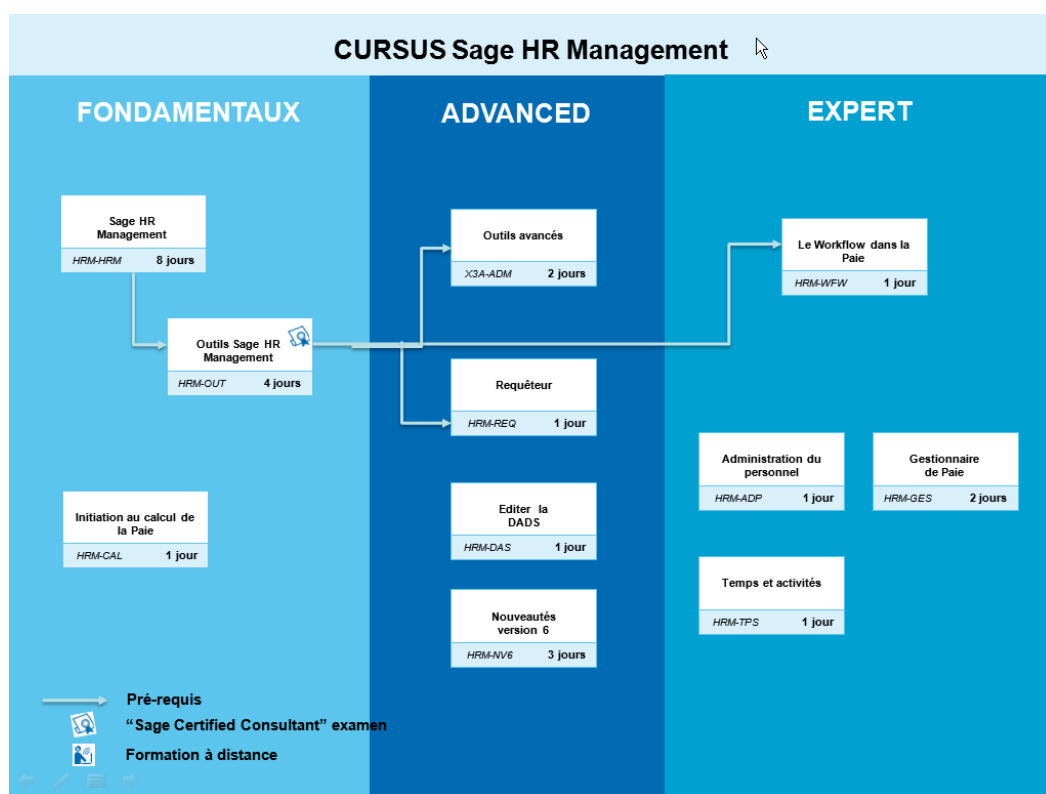 CURSUS Sage HR Management
FONDAMENTAUX
Sage HR
Management
HRM-HRM 8 jours
Outils Sage HR
Management
HRM-OUT 4 jours
Initiation au calcul de
la Paie
HRM-CAL 1 jour
ADVANCED
Outils avancés
X3A-ADM 2 jours
Requêteur
HRM-REQ 1 jour
Editer la
DADS
HRM-DAS 1 jour
Nouveautés
version 6
HRM-NV6 3 jours
EXPERT
Le Workflow dans la
Paie
HRM-WFW 1 jour
Administration du
personnel
HRM-ADP 1 jour
Gestionnaire
de Paie
HRM-GES 2 jours
Temps et activités
HRM-TPS 1 jour
Pré-requis
“Sage Certified Consultant” examen
Formation à distance